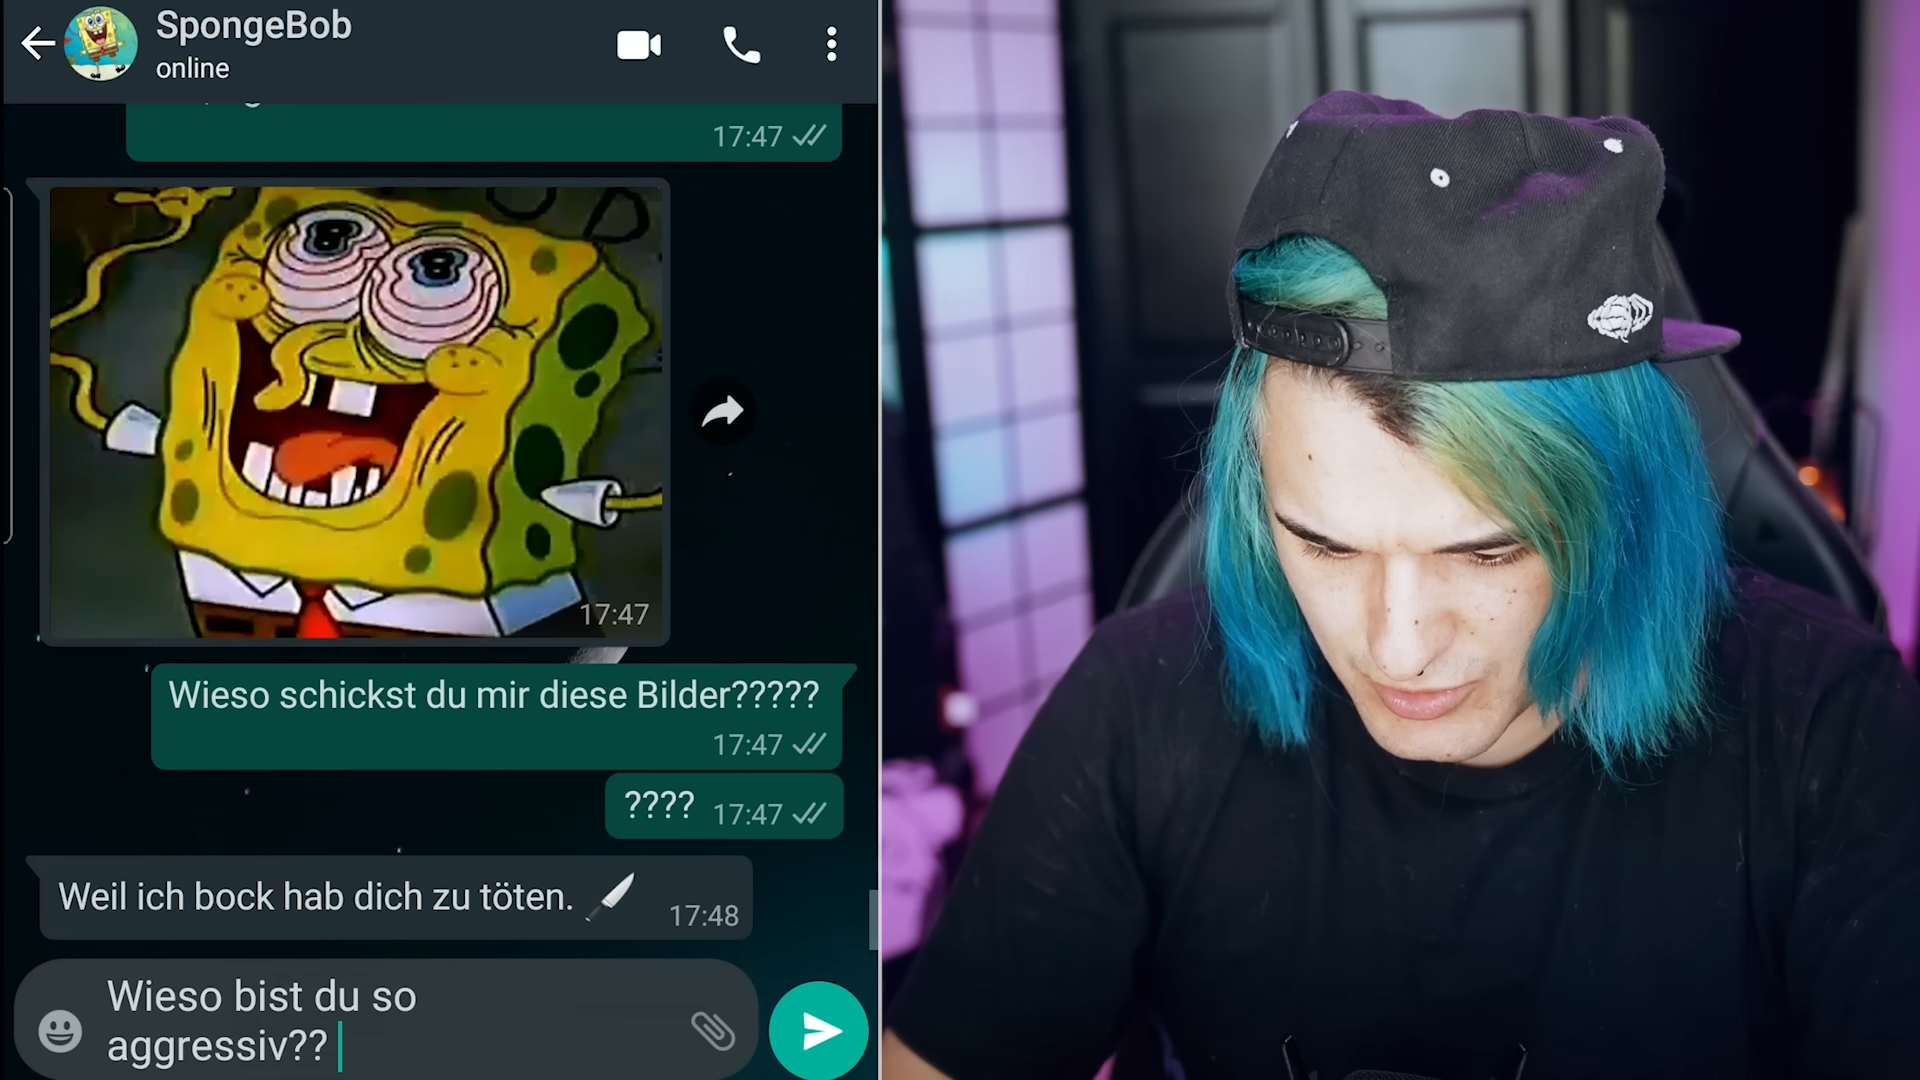 SpongeBob
online
17:47
17:47
Wieso schickst du mir diese Bilder?????
17:47
???? 17:47
Weil ich bock hab dich zu töten. 🔪 17:48
Wieso bist du so
aggressiv??